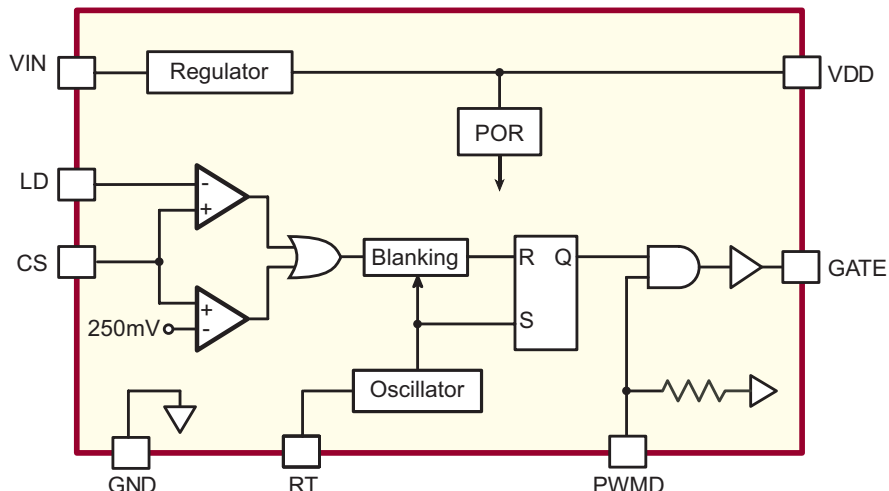 VIN
Regulator
VDD
POR
LD
-
+
CS
Blanking
R Q
GATE
+
250mV
-
S
Oscillator
GND
RT
PWMD